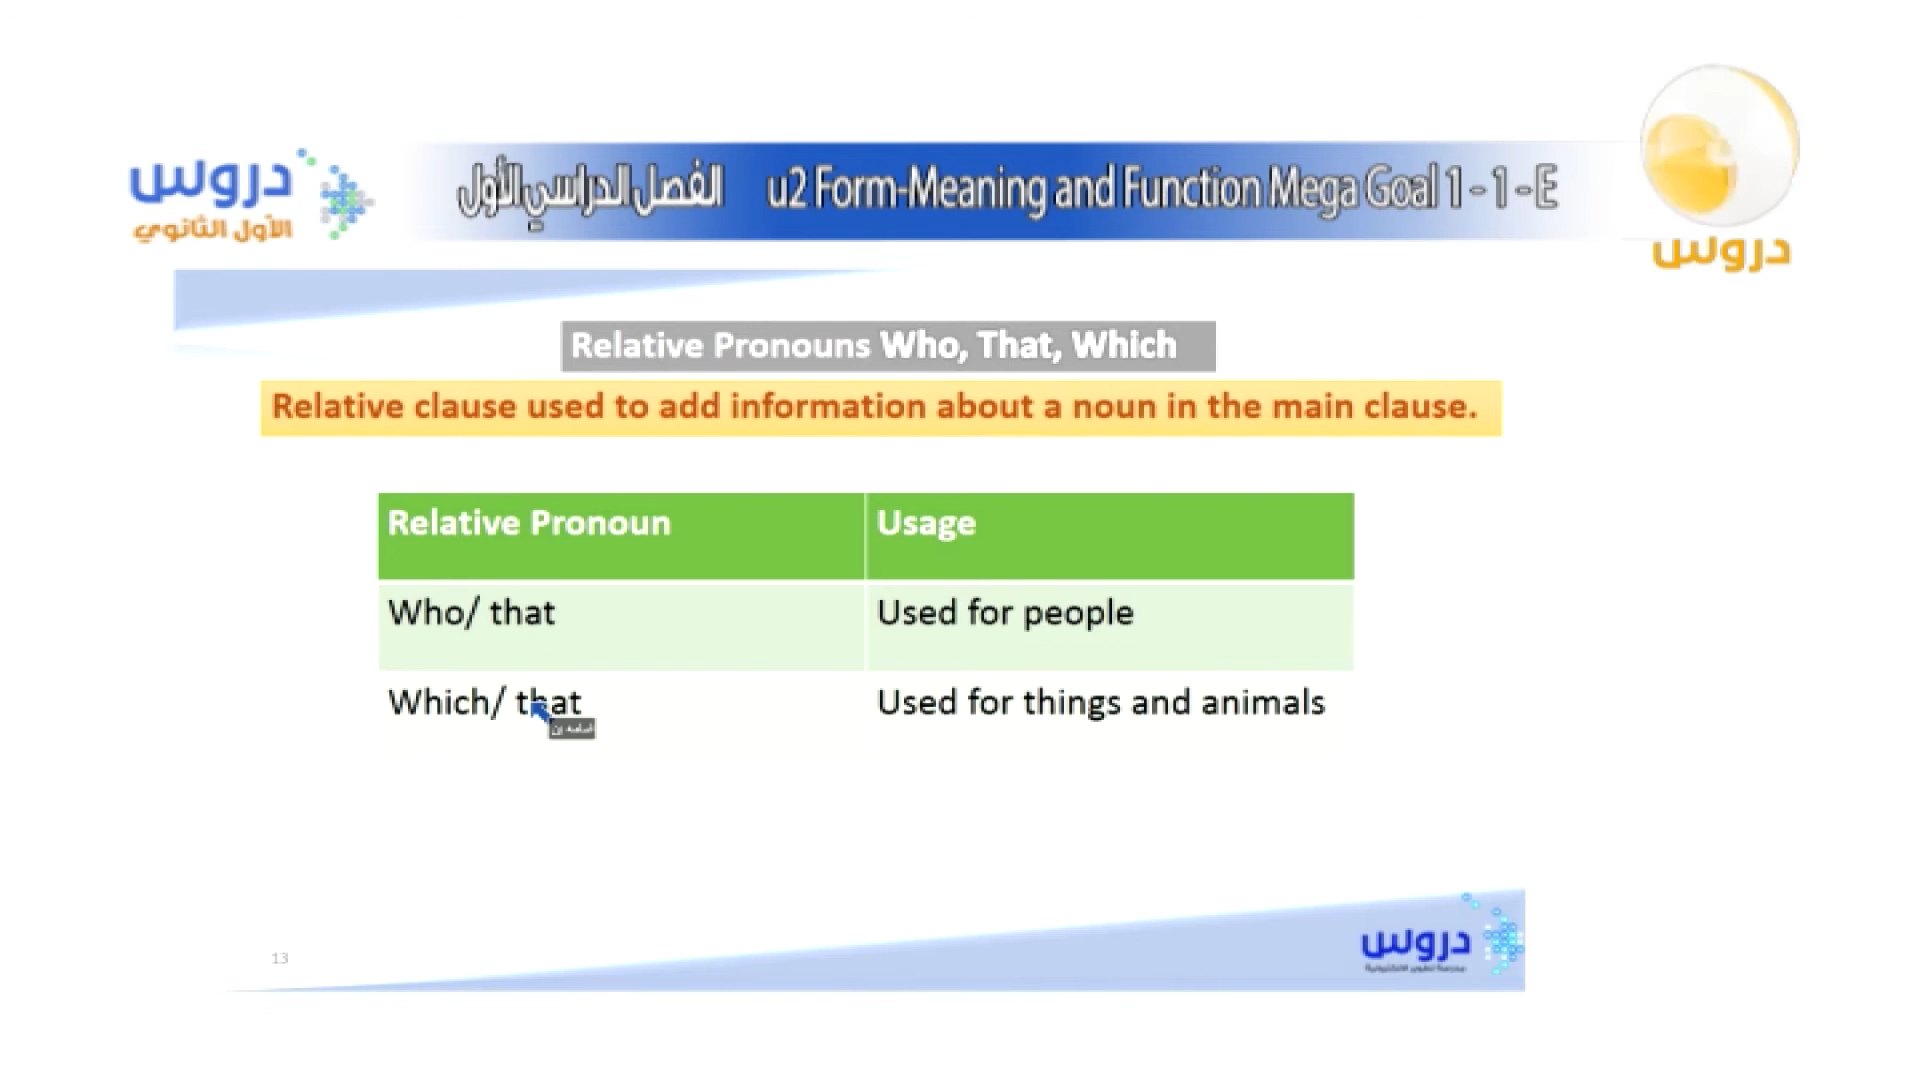 دروس
الأول الثانوي
الفصل الدراسي الأول u2 Form-Meaning and Function Mega Goal 1 - 1 - E
دروس
Relative Pronouns Who, That, Which
Relative clause used to add information about a noun in the main clause.
Relative Pronoun Usage
Who/ that Used for people
Which/ that Used for things and animals
13
دروس